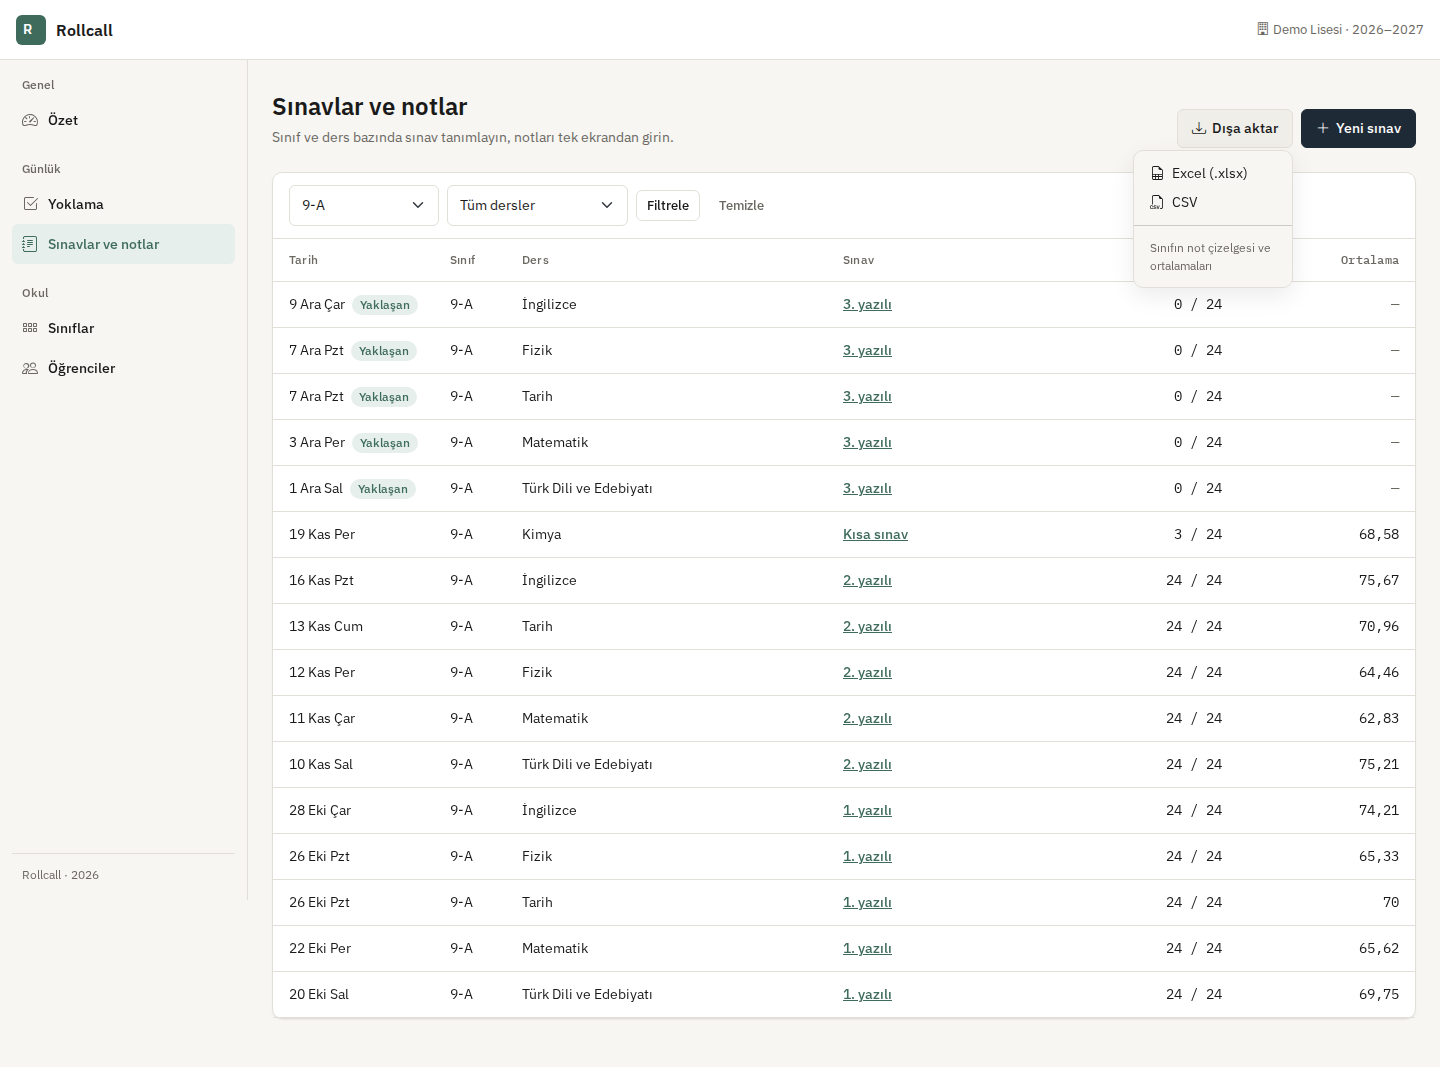 R Rollcall
Demo Lisesi · 2026–2027
Genel
Özet
Günlük
Yoklama
Sınavlar ve notlar
Okul
Sınıflar
Öğrenciler
Rollcall · 2026
Sınavlar ve notlar
Sınıf ve ders bazında sınav tanımlayın, notları tek ekrandan girin.
Dışa aktar
Yeni sınav
Excel (.xlsx)
CSV
Sınıfın not çizelgesi ve
ortalamaları
9-A Tüm dersler Filtrele Temizle
Tarih Sınıf Ders Sınav Ortalama
9 Ara Çar Yaklaşan 9-A İngilizce 3. yazılı 0 / 24 —
7 Ara Pzt Yaklaşan 9-A Fizik 3. yazılı 0 / 24 —
7 Ara Pzt Yaklaşan 9-A Tarih 3. yazılı 0 / 24 —
3 Ara Per Yaklaşan 9-A Matematik 3. yazılı 0 / 24 —
1 Ara Sal Yaklaşan 9-A Türk Dili ve Edebiyatı 3. yazılı 0 / 24 —
19 Kas Per 9-A Kimya Kısa sınav 3 / 24 68,58
16 Kas Pzt 9-A İngilizce 2. yazılı 24 / 24 75,67
13 Kas Cum 9-A Tarih 2. yazılı 24 / 24 70,96
12 Kas Per 9-A Fizik 2. yazılı 24 / 24 64,46
11 Kas Çar 9-A Matematik 2. yazılı 24 / 24 62,83
10 Kas Sal 9-A Türk Dili ve Edebiyatı 2. yazılı 24 / 24 75,21
28 Eki Çar 9-A İngilizce 1. yazılı 24 / 24 74,21
26 Eki Pzt 9-A Fizik 1. yazılı 24 / 24 65,33
26 Eki Pzt 9-A Tarih 1. yazılı 24 / 24 70
22 Eki Per 9-A Matematik 1. yazılı 24 / 24 65,62
20 Eki Sal 9-A Türk Dili ve Edebiyatı 1. yazılı 24 / 24 69,75